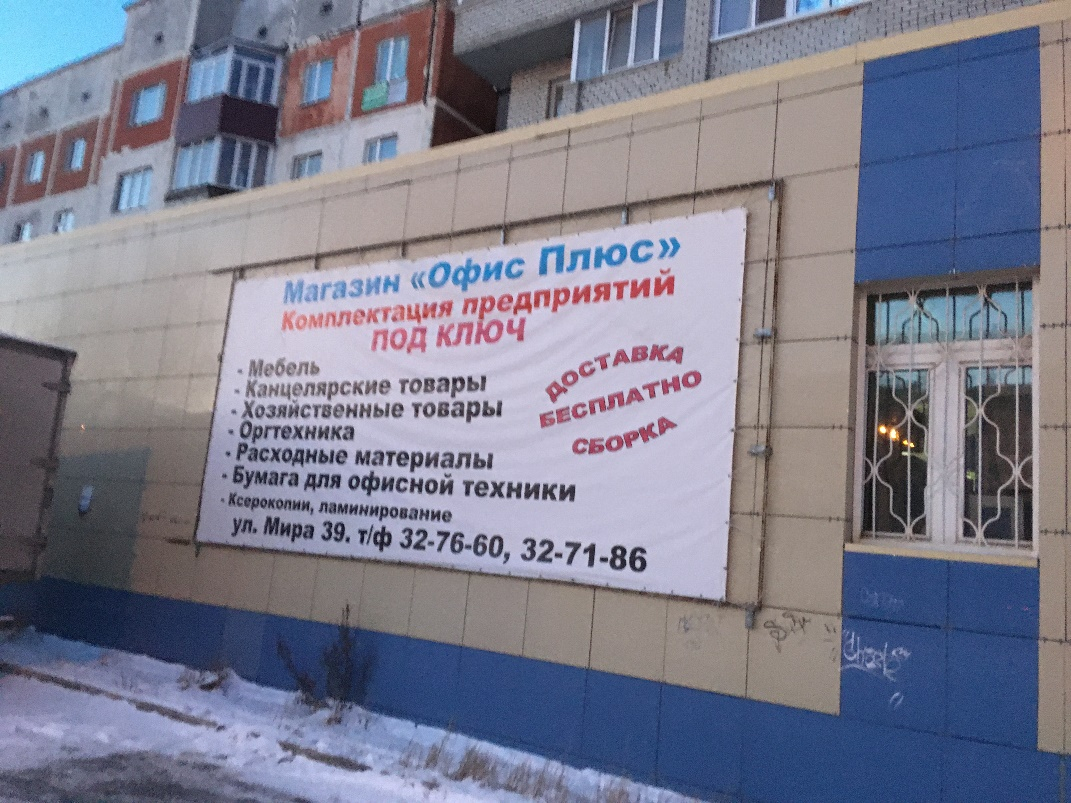 Магазин «Офис Плюс»
Комплектация предприятий
ПОД КЛЮЧ
- Мебель
- Канцелярские товары
- Хозяйственные товары
- Оргтехника
- Расходные материалы
- Бумага для офисной техники
- Ксерокопии, ламинирование
ул. Мира 39. т/ф 32-76-60, 32-71-86
ДОСТАВКА
БЕСПЛАТНО
СБОРКА